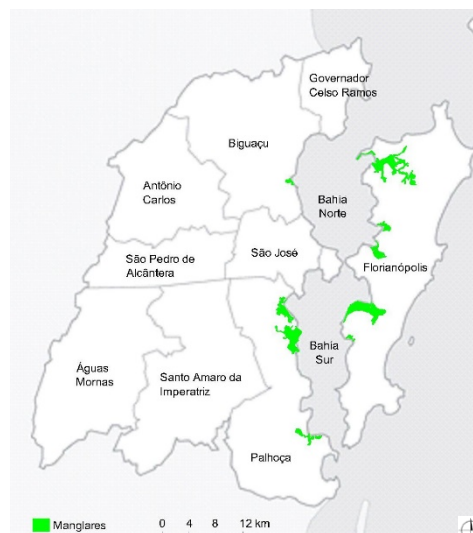 Governador
Celso Ramos
Biguaçu
Antônio
Carlos
Bahia
Norte
São Pedro de
Alcântera
São José
Florianópolis
Águas
Mornas
Santo Amaro da
Imperatriz
Bahia
Sur
Palhoça
Manglares
0 4 8 12 km